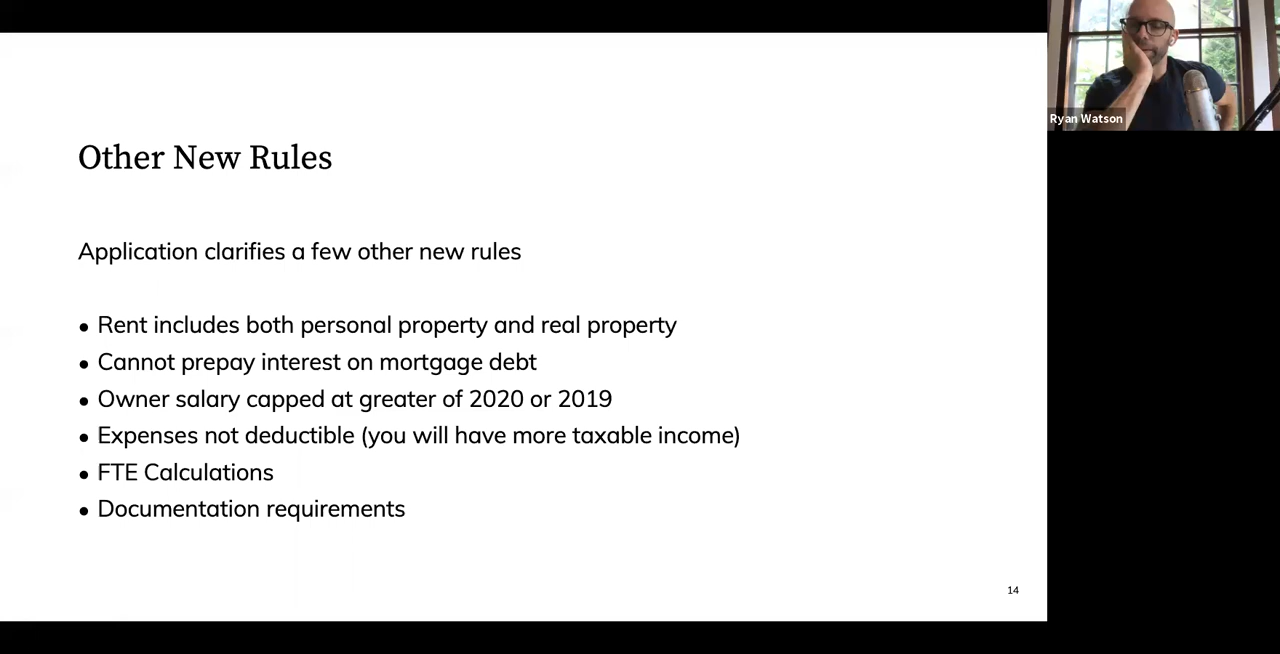 Other New Rules
Application clarifies a few other new rules
• Rent includes both personal property and real property
• Cannot prepay interest on mortgage debt
• Owner salary capped at greater of 2020 or 2019
• Expenses not deductible (you will have more taxable income)
• FTE Calculations
• Documentation requirements
14
Ryan Watson